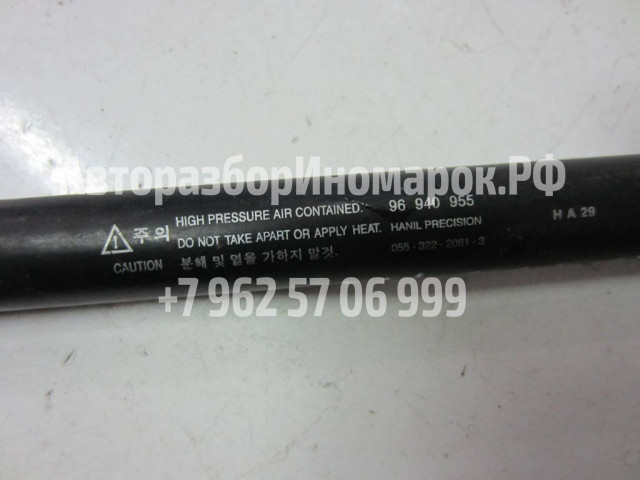 АвторазборИномарок.РФ
HIGH PRESSURE AIR CONTAINED. 96 940 955
주의 DO NOT TAKE APART OR APPLY HEAT. HANIL PRECISION H A 29
CAUTION 분해 및 열을 가하지 말것. 055-322-2061-3
+7 962 57 06 999